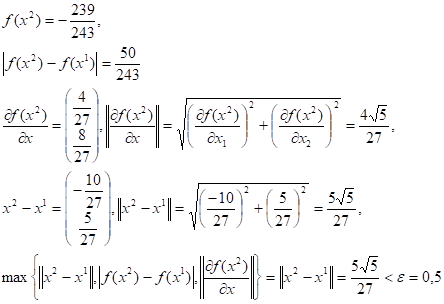 f(x²) = −239/243,
|f(x²) − f(x¹)| = 50/243
∂f(x²)/∂x = (4/27; 8/27), ‖∂f(x²)/∂x‖ = √((∂f(x²)/∂x₁)² + (∂f(x²)/∂x₂)²) = 4√5/27,
x² − x¹ = (−10/27; 5/27), ‖x² − x¹‖ = √((−10/27)² + (5/27)²) = 5√5/27,
max{‖x² − x¹‖, |f(x²) − f(x¹)|, ‖∂f(x²)/∂x‖} = ‖x² − x¹‖ = 5√5/27 < ε = 0,5